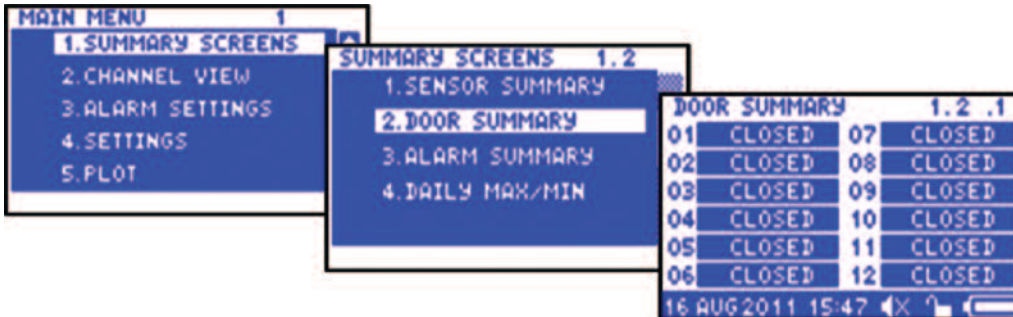 MAIN MENU 1
1.SUMMARY SCREENS
2.CHANNEL VIEW
3.ALARM SETTINGS
4.SETTINGS
5.PLOT
SUMMARY SCREENS 1.2
1.SENSOR SUMMARY
2.DOOR SUMMARY
3.ALARM SUMMARY
4.DAILY MAX/MIN
DOOR SUMMARY 1.2 .1
01 CLOSED 07 CLOSED
02 CLOSED 08 CLOSED
03 CLOSED 09 CLOSED
04 CLOSED 10 CLOSED
05 CLOSED 11 CLOSED
06 CLOSED 12 CLOSED
16 AUG 2011 15:47